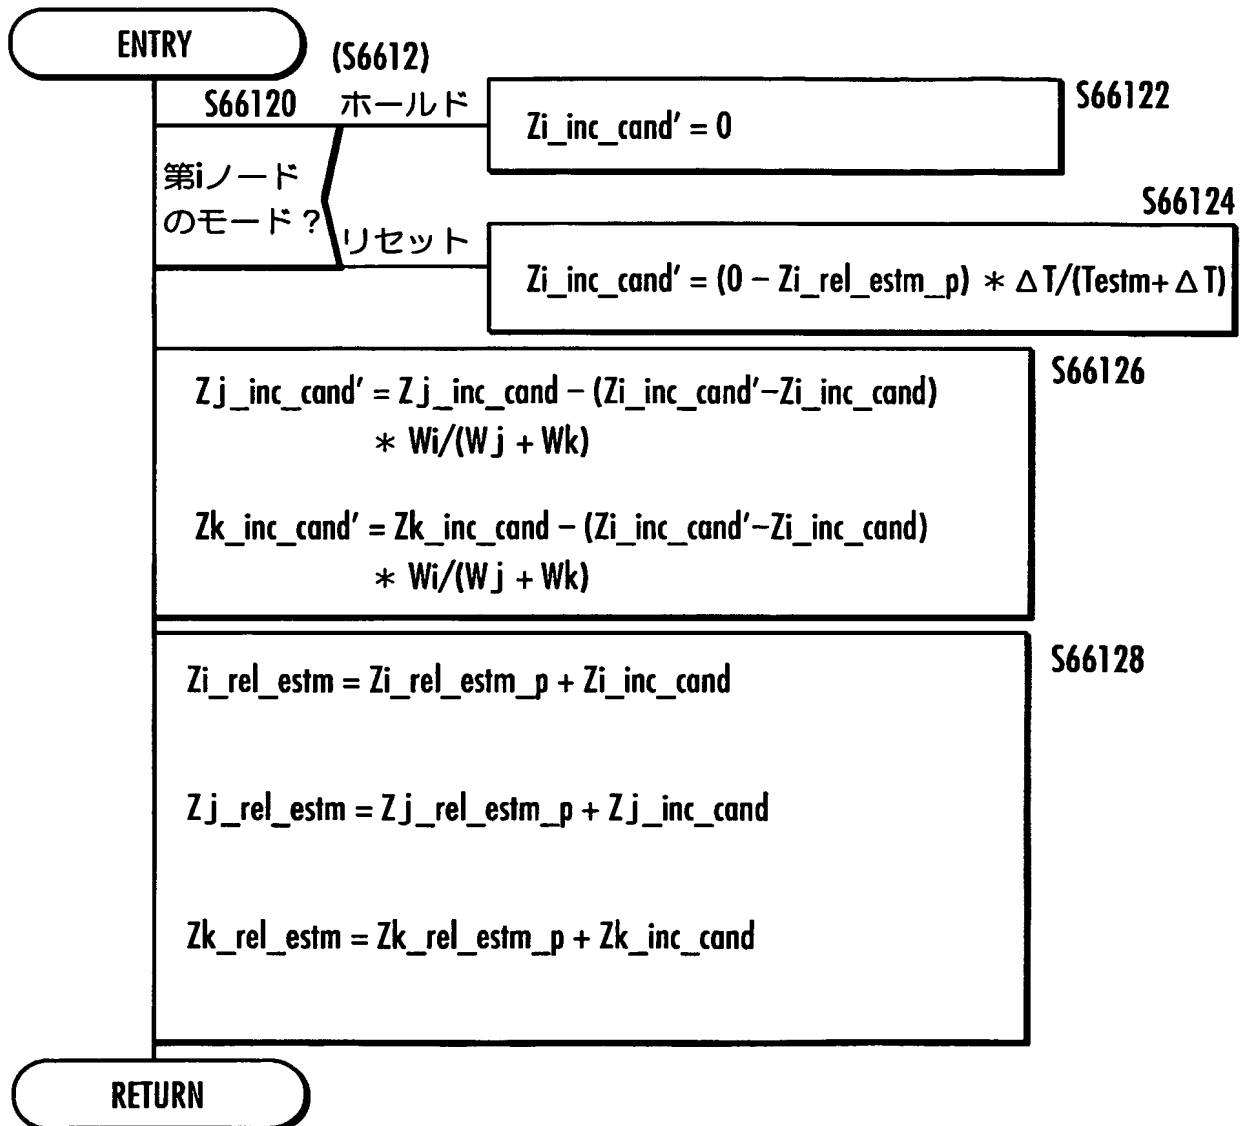 ENTRY
(S6612)
S66120
ホールド
Zi_inc_cand' = 0
S66122
第iノード
のモード?
リセット
S66124
Zi_inc_cand' = (0 − Zi_rel_estm_p) * ΔT/(Testm+ΔT)
S66126
Zj_inc_cand' = Zj_inc_cand − (Zi_inc_cand'−Zi_inc_cand)
* Wi/(Wj + Wk)
Zk_inc_cand' = Zk_inc_cand − (Zi_inc_cand'−Zi_inc_cand)
* Wi/(Wj + Wk)
S66128
Zi_rel_estm = Zi_rel_estm_p + Zi_inc_cand
Zj_rel_estm = Zj_rel_estm_p + Zj_inc_cand
Zk_rel_estm = Zk_rel_estm_p + Zk_inc_cand
RETURN